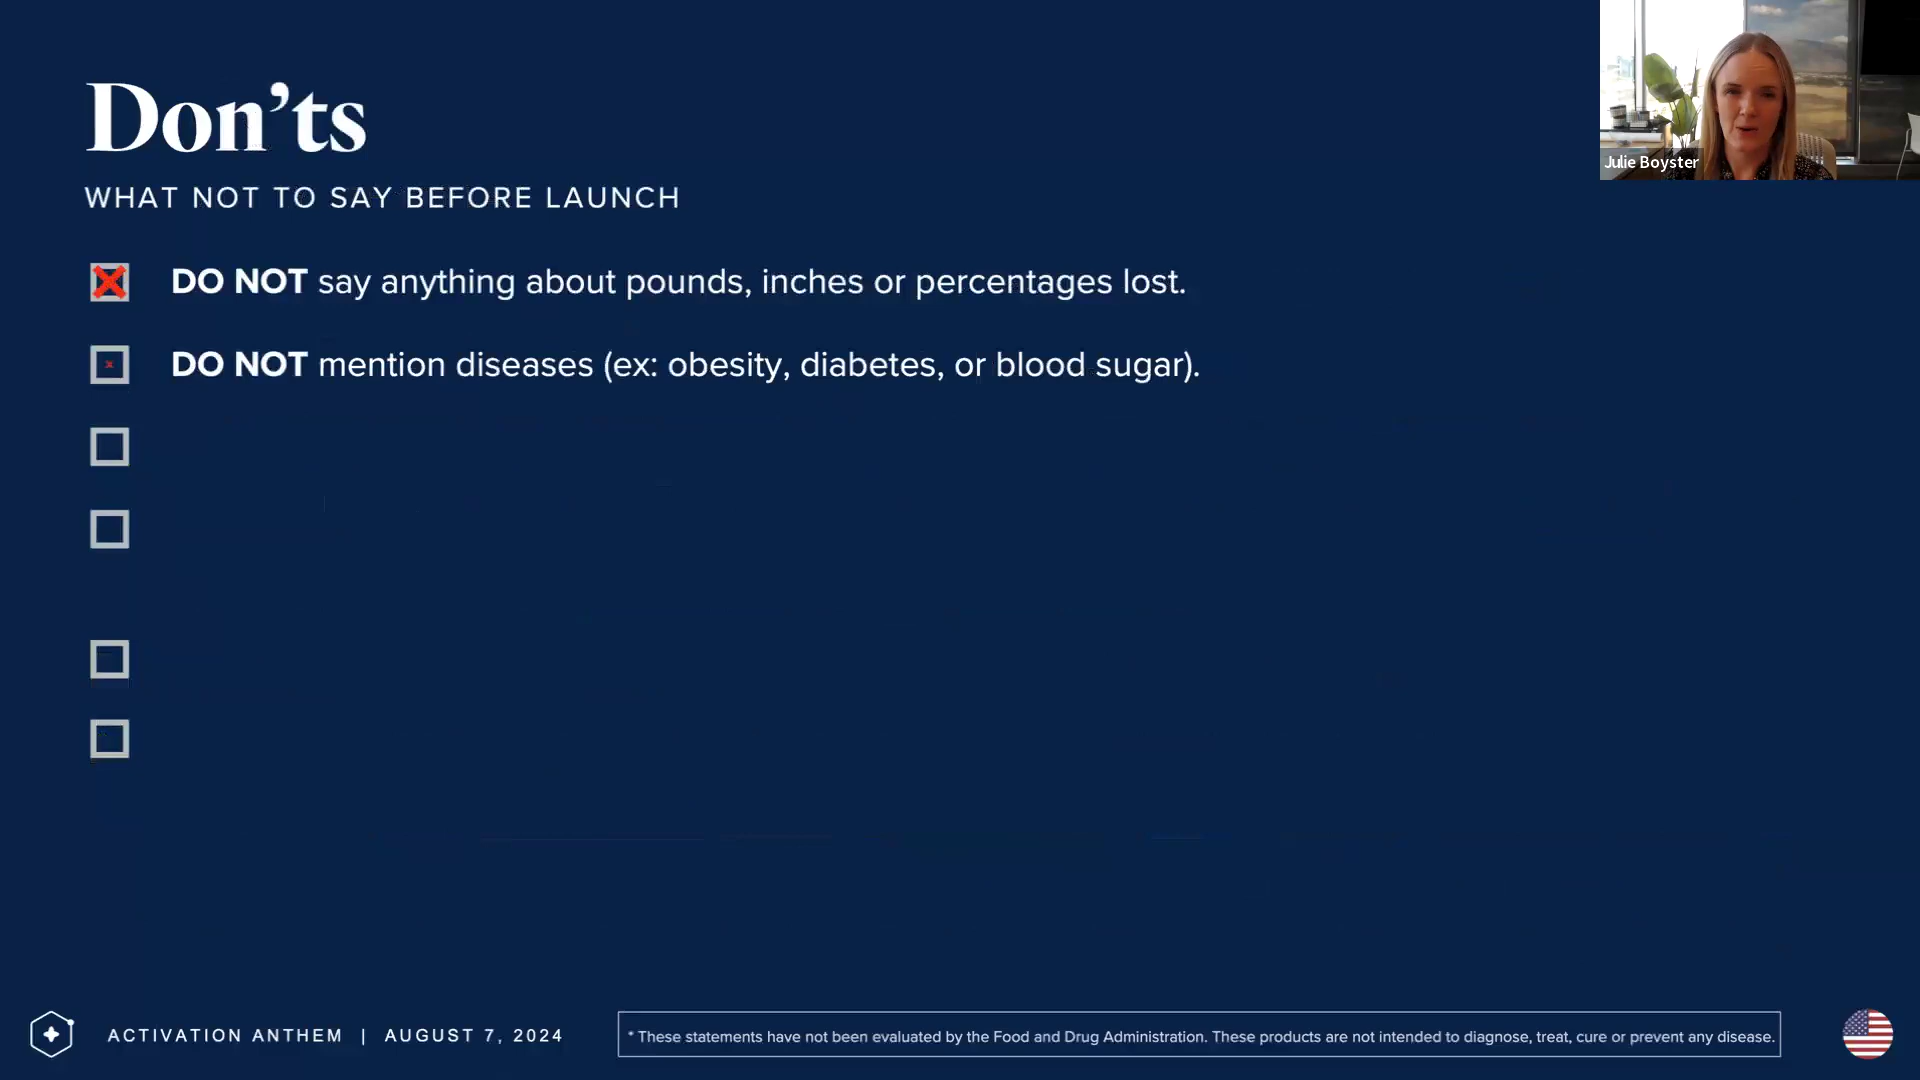 Don’ts
WHAT NOT TO SAY BEFORE LAUNCH
DO NOT say anything about pounds, inches or percentages lost.
DO NOT mention diseases (ex: obesity, diabetes, or blood sugar).
Julie Boyster
ACTIVATION ANTHEM | AUGUST 7, 2024
* These statements have not been evaluated by the Food and Drug Administration. These products are not intended to diagnose, treat, cure or prevent any disease.